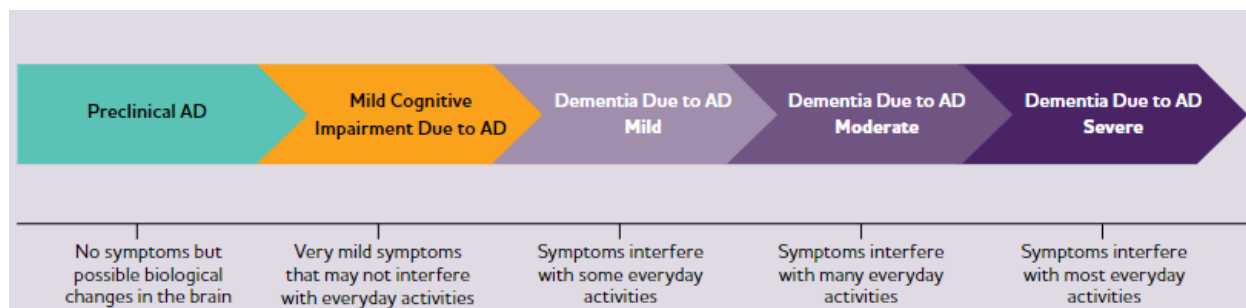 Preclinical AD
Mild Cognitive
Impairment Due to AD
Dementia Due to AD
Mild
Dementia Due to AD
Moderate
Dementia Due to AD
Severe
No symptoms but
possible biological
changes in the brain
Very mild symptoms
that may not interfere
with everyday activities
Symptoms interfere
with some everyday
activities
Symptoms interfere
with many everyday
activities
Symptoms interfere
with most everyday
activities